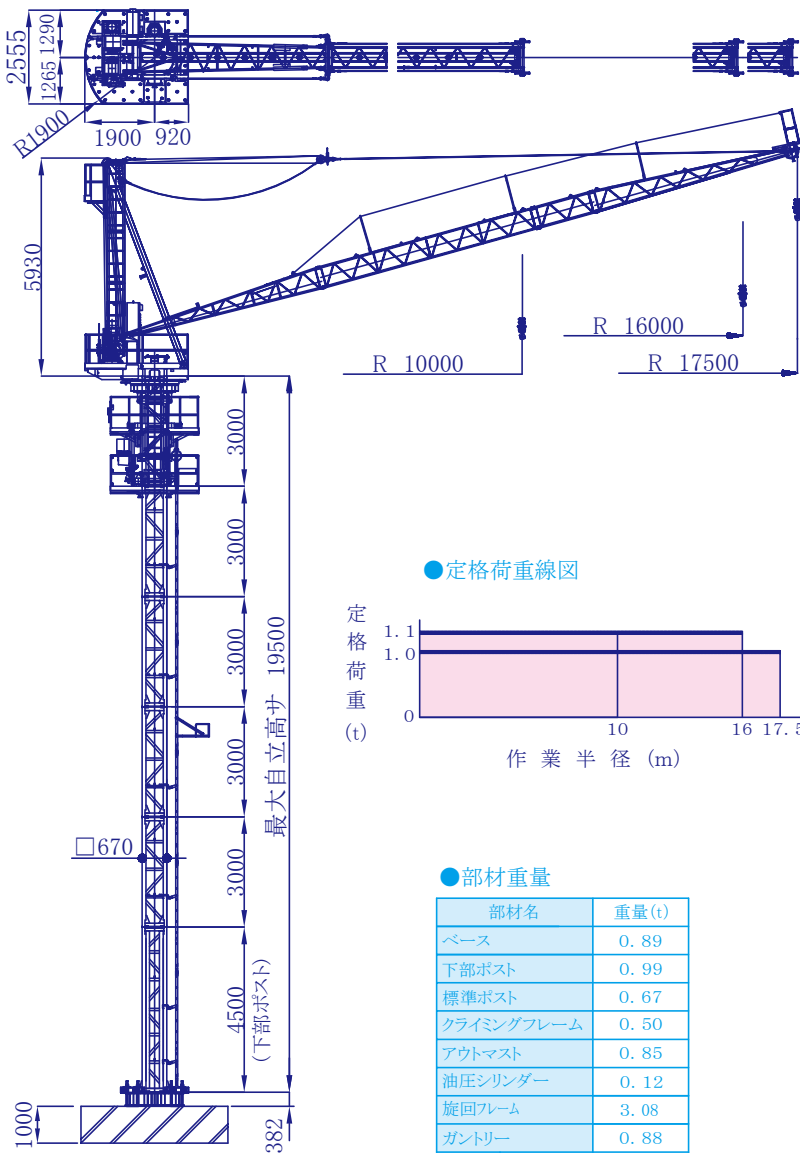 2555
1290
1265
R1900
1900
920
5930
R 10000
R 16000
R 17500
3000
3000
3000
3000
3000
4500
(下部ポスト)
最大自立高サ 19500
□670
1000
382
●定格荷重線図
定格荷重
(t)
1.1
1.0
0
10
16
17.5
作業半径 (m)
●部材重量
部材名 重量(t)
ベース 0.89
下部ポスト 0.99
標準ポスト 0.67
クライミングフレーム 0.50
アウトマスト 0.85
油圧シリンダー 0.12
旋回フレーム 3.08
ガントリー 0.88